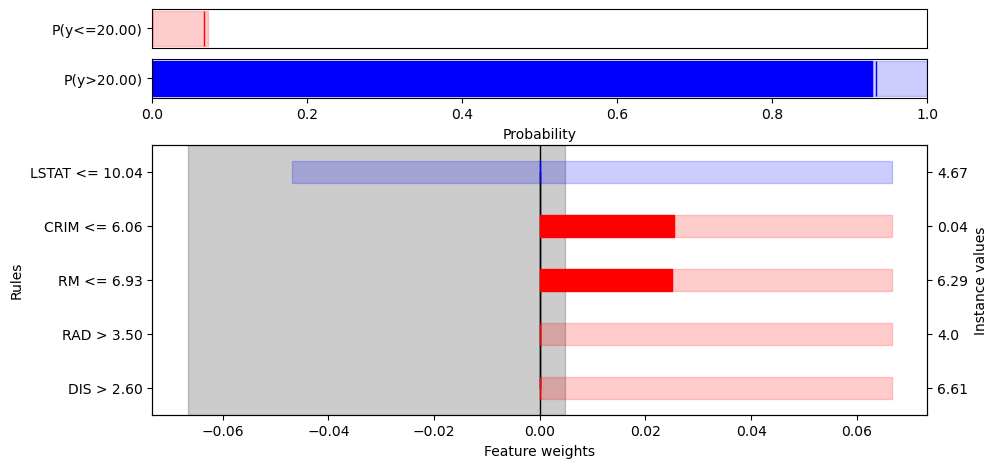 P(y<=20.00)
P(y>20.00)
0.0 0.2 0.4 0.6 0.8 1.0
Probability
LSTAT <= 10.04 4.67
CRIM <= 6.06 0.04
RM <= 6.93 6.29
RAD > 3.50 4.0
DIS > 2.60 6.61
Rules
Instance values
−0.06 −0.04 −0.02 0.00 0.02 0.04 0.06
Feature weights